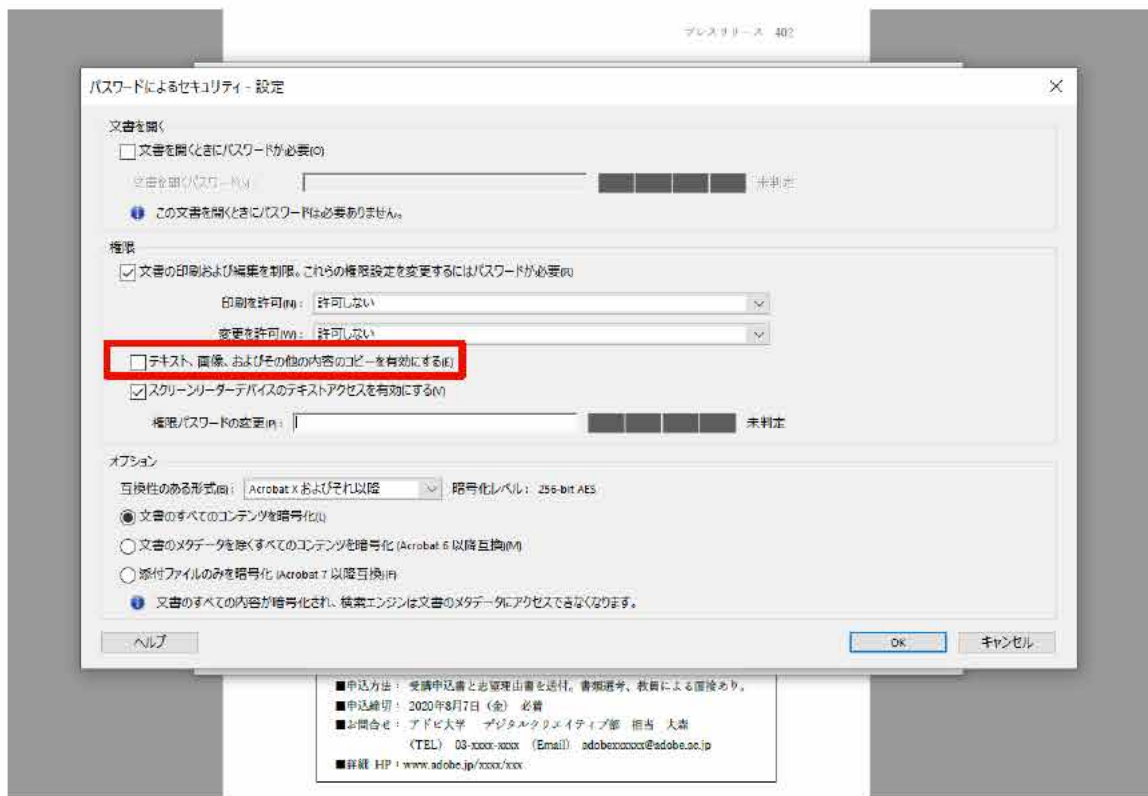 プレスリリース 402
パスワードによるセキュリティ - 設定
文書を開く
文書を開くときにパスワードが必要(O)
文書を開くパスワード(S): 未判定
この文書を開くときにパスワードは必要ありません。
権限
文書の印刷および編集を制限。これらの権限設定を変更するにはパスワードが必要(R)
印刷を許可(N): 許可しない
変更を許可(W): 許可しない
テキスト、画像、およびその他の内容のコピーを有効にする(E)
スクリーンリーダーデバイスのテキストアクセスを有効にする(V)
権限パスワードの変更(P): 未判定
オプション
互換性のある形式(B): Acrobat X およびそれ以降 暗号化レベル: 256-bit AES
文書のすべてのコンテンツを暗号化(L)
文書のメタデータを除くすべてのコンテンツを暗号化 (Acrobat 6 以降互換)(M)
添付ファイルのみを暗号化 (Acrobat 7 以降互換)(F)
文書のすべての内容が暗号化され、検索エンジンは文書のメタデータにアクセスできなくなります。
ヘルプ OK キャンセル
■申込方法: 受講申込書と志望理由書を送付。書類選考、教員による面接あり。
■申込締切: 2020年8月7日(金) 必着
■お問合せ: アドビ大学 デジタルクリエイティブ部 担当 大森
(TEL) 03-xxxx-xxxx (Email) adobexxxxxx@adobe.ac.jp
■詳細 HP:www.adobe.jp/xxxx/xxx